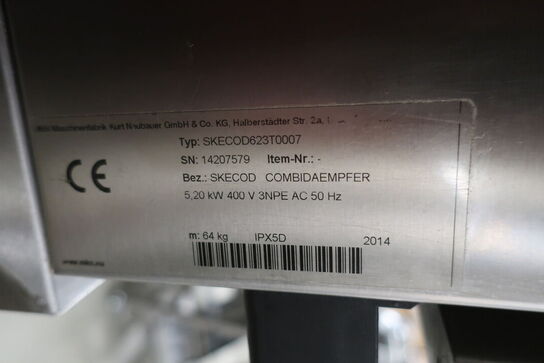 Maschinenfabrik Kurt Neubauer GmbH & Co. KG, Halberstädter Str. 2a,
Typ: SKECOD623T0007
SN: 14207579 Item-Nr.: -
CE
Bez.: SKECOD COMBIDAEMPFER
5,20 kW 400 V 3NPE AC 50 Hz
m: 64 kg IPX5D 2014